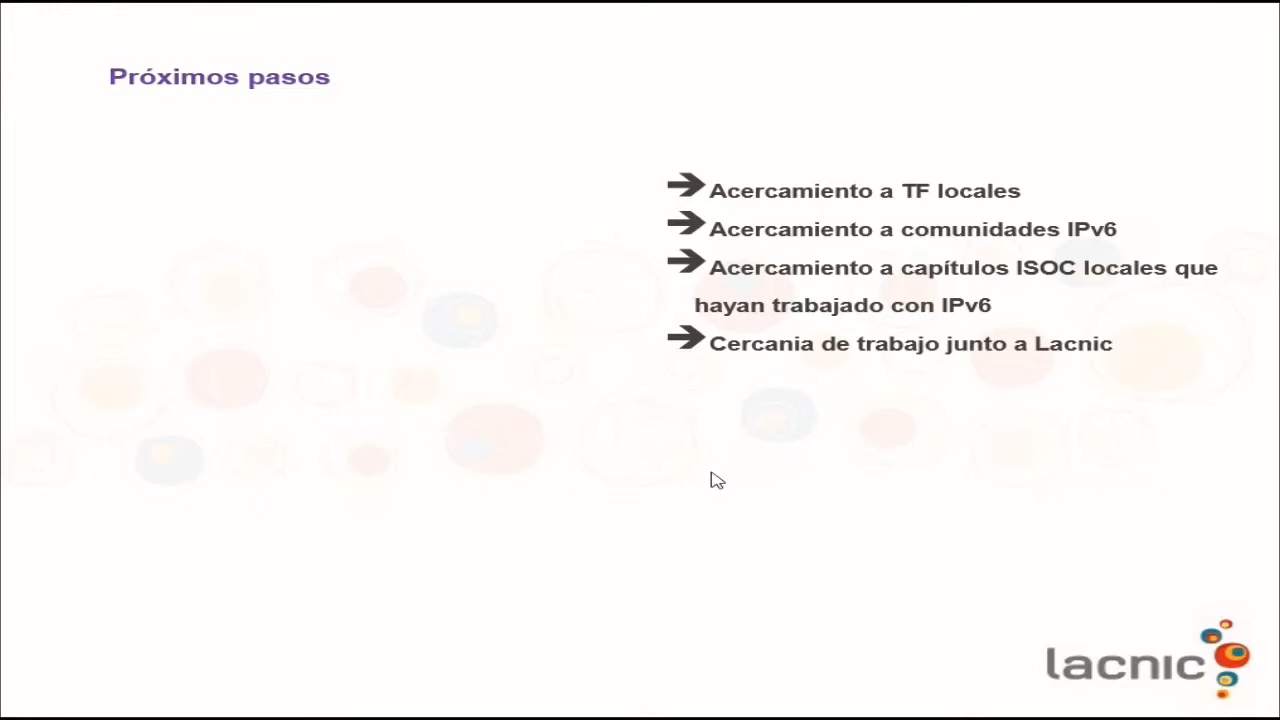 Próximos pasos
Acercamiento a TF locales
Acercamiento a comunidades IPv6
Acercamiento a capítulos ISOC locales que
hayan trabajado con IPv6
Cercania de trabajo junto a Lacnic
lacnic